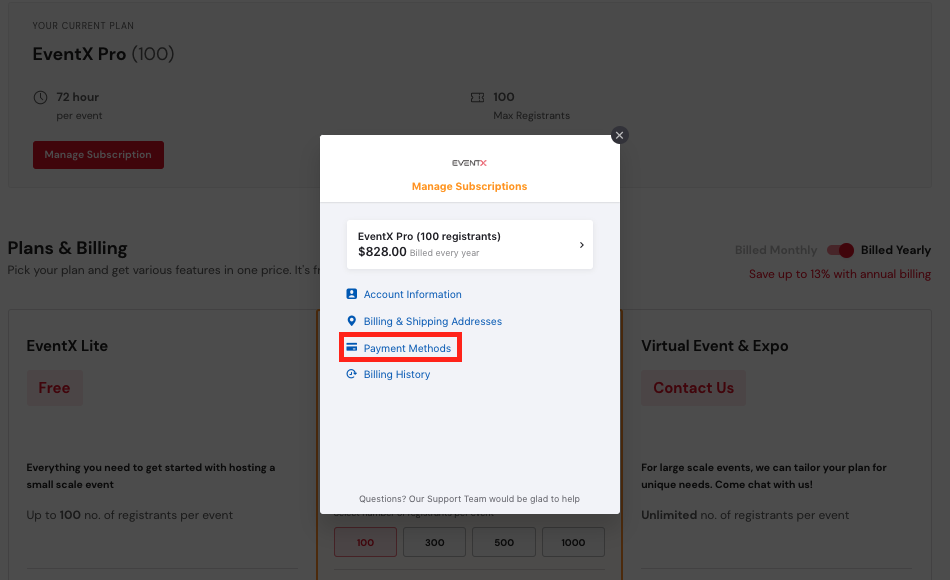 YOUR CURRENT PLAN
EventX Pro (100)
72 hour
per event
100
Max Registrants
Manage Subscription
EVENTX
Manage Subscriptions
EventX Pro (100 registrants)
$828.00 Billed every year
Account Information
Billing & Shipping Addresses
Payment Methods
Billing History
Questions? Our Support Team would be glad to help
Plans & Billing
Billed Monthly
Billed Yearly
Pick your plan and get various features in one price. It's
Save up to 13% with annual billing
EventX Lite
Free
Everything you need to get started with hosting a
small scale event
Up to 100 no. of registrants per event
100
300
500
1000
Virtual Event & Expo
Contact Us
For large scale events, we can tailor your plan for
unique needs. Come chat with us!
Unlimited no. of registrants per event